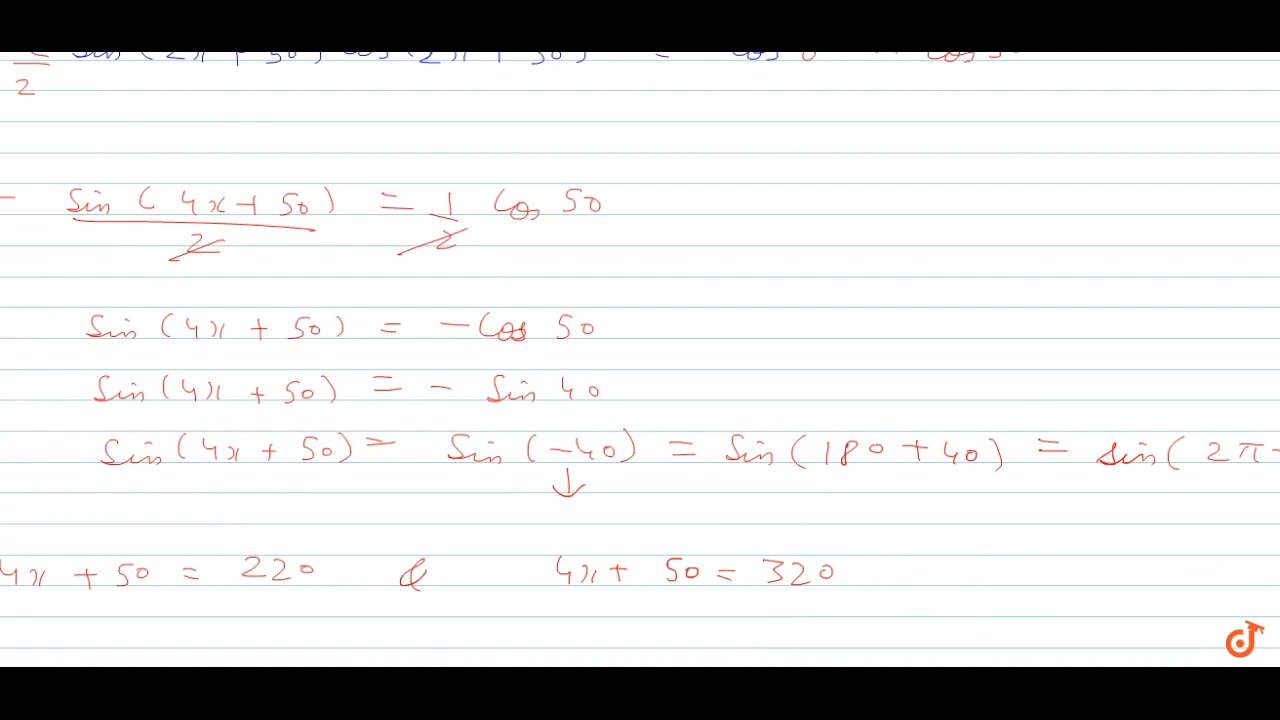 2
- sin(4x+50) = 1 cos 50
2 2
sin(4x + 50) = -cos 50
sin(4x + 50) = - sin 40
sin(4x + 50) = sin(-40) = sin(180+40) = sin(2π-
↓
4x + 50 = 220 & 4x + 50 = 320